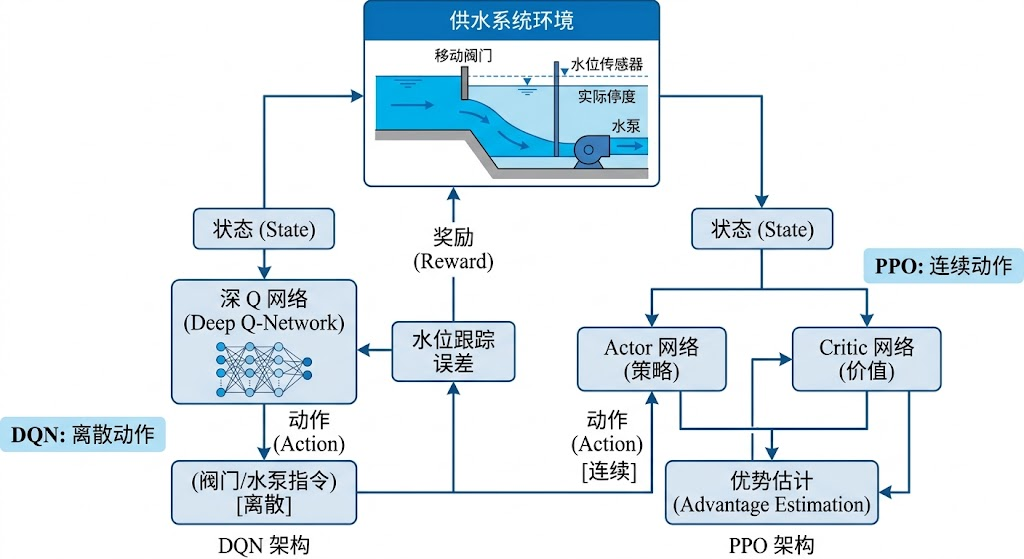 供水系统环境
移动阀门
水位传感器
实际停度
水泵
状态 (State)
奖励
(Reward)
状态 (State)
PPO: 连续动作
深 Q 网络
(Deep Q-Network)
水位跟踪
误差
Actor 网络
(策略)
Critic 网络
(价值)
DQN: 离散动作
动作
(Action)
动作
(Action)
[连续]
(阀门/水泵指令)
[离散]
优势估计
(Advantage Estimation)
DQN 架构
PPO 架构